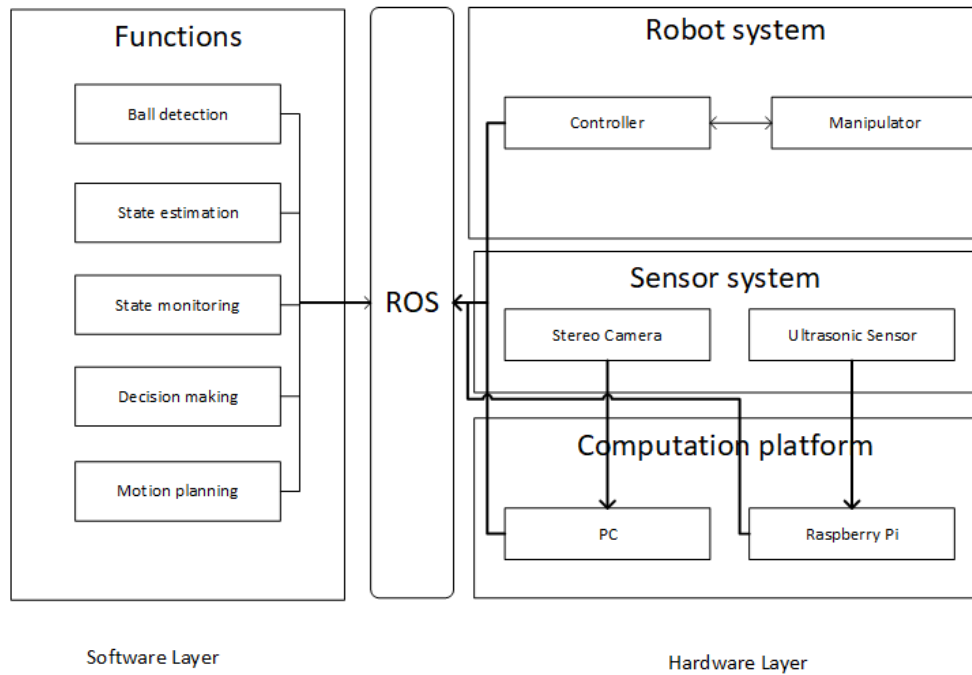 Functions
Ball detection
State estimation
State monitoring
Decision making
Motion planning
ROS
Robot system
Controller
Manipulator
Sensor system
Stereo Camera
Ultrasonic Sensor
Computation platform
PC
Raspberry Pi
Software Layer
Hardware Layer